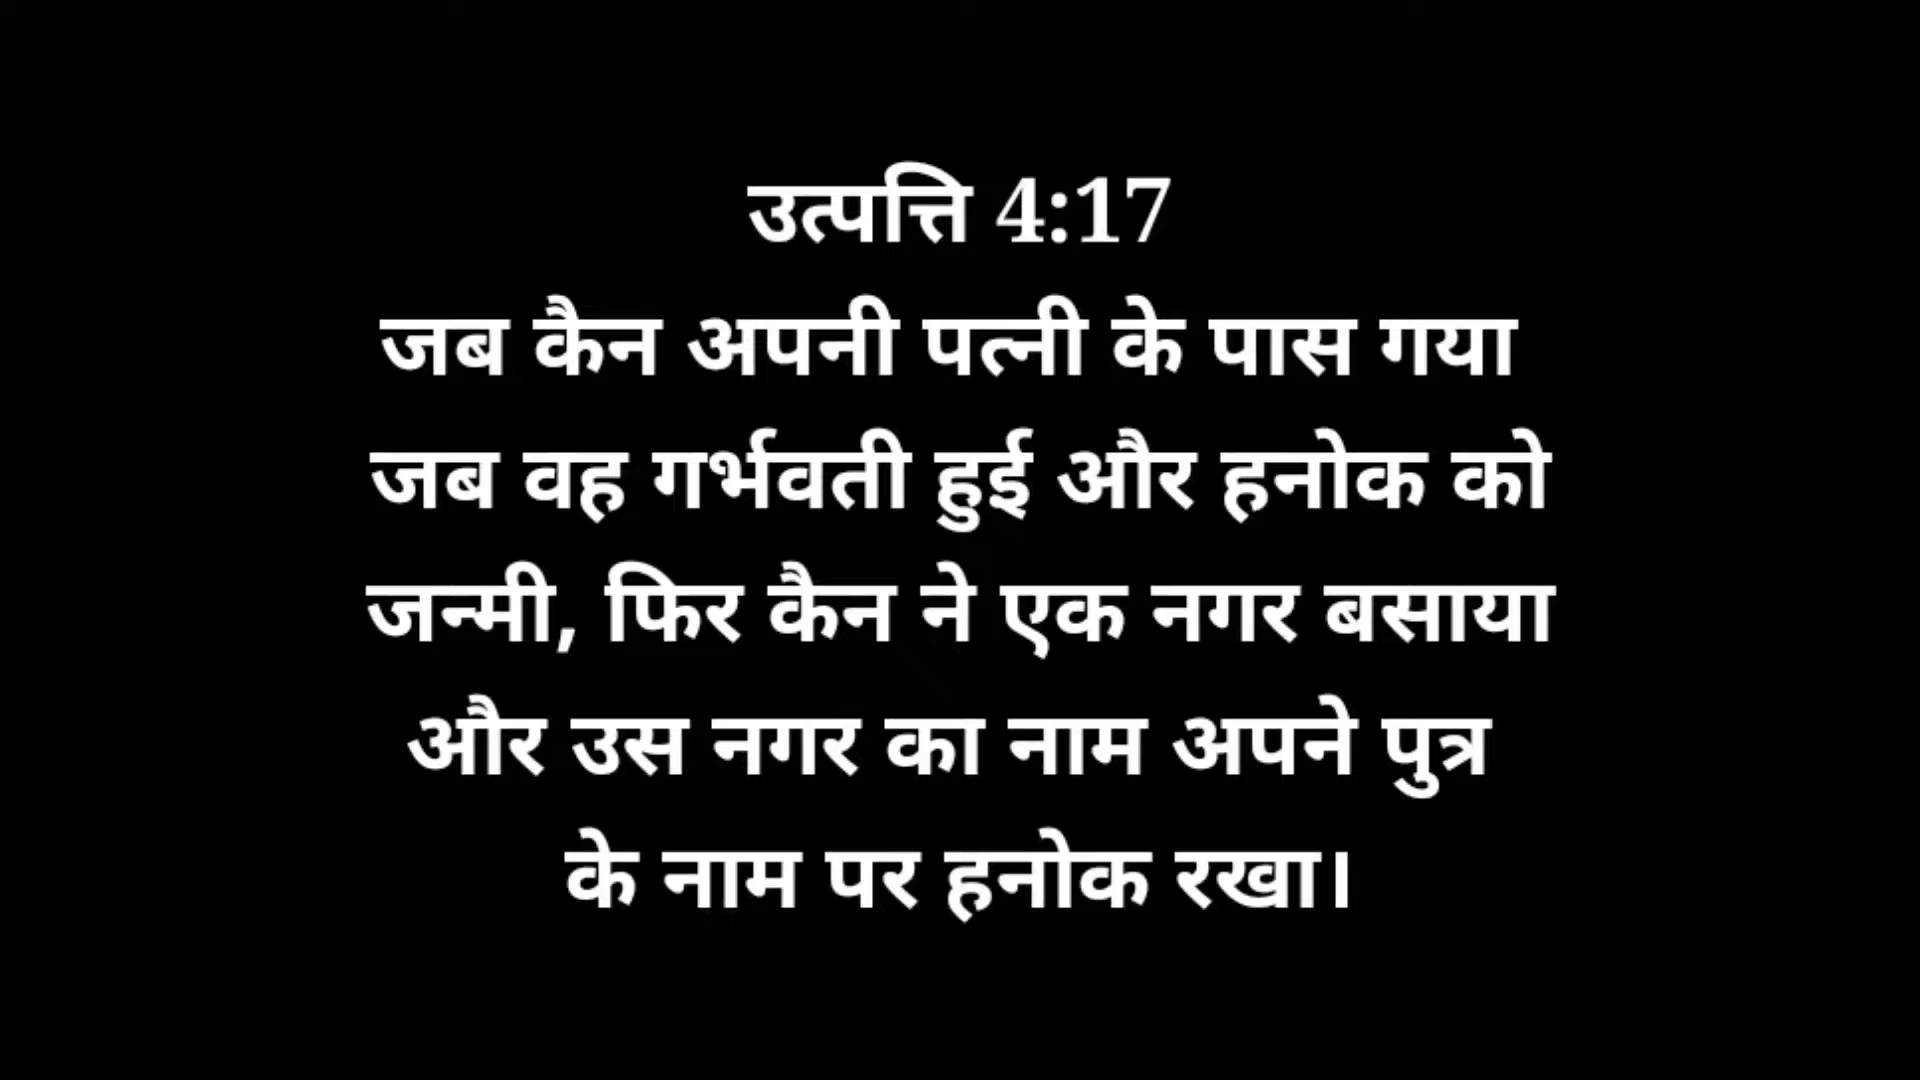 उत्पत्ति 4:17
जब कैन अपनी पत्नी के पास गया
जब वह गर्भवती हुई और हनोक को
जन्मी, फिर कैन ने एक नगर बसाया
और उस नगर का नाम अपने पुत्र
के नाम पर हनोक रखा।